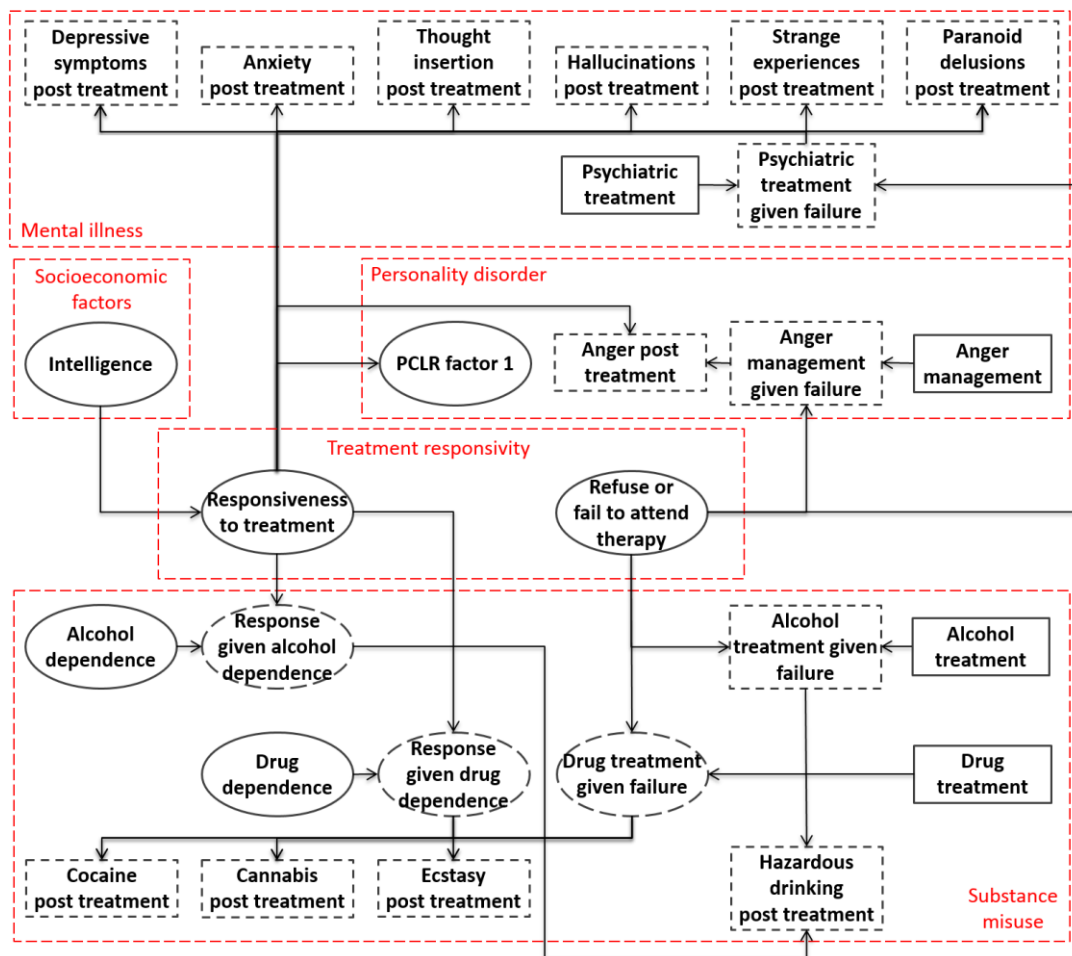 Depressive
symptoms
post treatment
Anxiety
post treatment
Thought
insertion
post treatment
Hallucinations
post treatment
Strange
experiences
post treatment
Paranoid
delusions
post treatment
Psychiatric
treatment
Psychiatric
treatment
given failure
Mental illness
Socioeconomic
factors
Intelligence
Personality disorder
PCLR factor 1
Anger post
treatment
Anger
management
given failure
Anger
management
Treatment responsivity
Responsiveness
to treatment
Refuse or
fail to attend
therapy
Alcohol
dependence
Response
given alcohol
dependence
Alcohol
treatment given
failure
Alcohol
treatment
Drug
dependence
Response
given drug
dependence
Drug treatment
given failure
Drug
treatment
Cocaine
post treatment
Cannabis
post treatment
Ecstasy
post treatment
Hazardous
drinking
post treatment
Substance
misuse